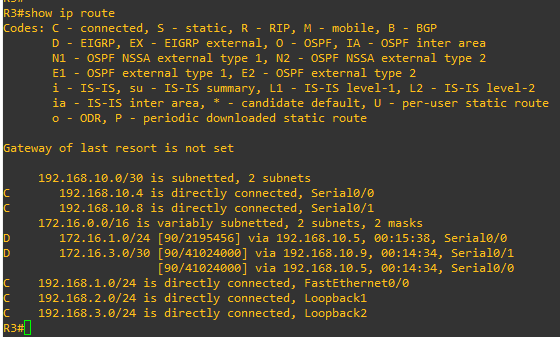 R3#
R3#show ip route
Codes: C - connected, S - static, R - RIP, M - mobile, B - BGP
       D - EIGRP, EX - EIGRP external, O - OSPF, IA - OSPF inter area
       N1 - OSPF NSSA external type 1, N2 - OSPF NSSA external type 2
       E1 - OSPF external type 1, E2 - OSPF external type 2
       i - IS-IS, su - IS-IS summary, L1 - IS-IS level-1, L2 - IS-IS level-2
       ia - IS-IS inter area, * - candidate default, U - per-user static route
       o - ODR, P - periodic downloaded static route
Gateway of last resort is not set
     192.168.10.0/30 is subnetted, 2 subnets
C       192.168.10.4 is directly connected, Serial0/0
C       192.168.10.8 is directly connected, Serial0/1
     172.16.0.0/16 is variably subnetted, 2 subnets, 2 masks
D       172.16.1.0/24 [90/2195456] via 192.168.10.5, 00:15:38, Serial0/0
D       172.16.3.0/30 [90/41024000] via 192.168.10.9, 00:14:34, Serial0/1
                      [90/41024000] via 192.168.10.5, 00:14:34, Serial0/0
C    192.168.1.0/24 is directly connected, FastEthernet0/0
C    192.168.2.0/24 is directly connected, Loopback1
C    192.168.3.0/24 is directly connected, Loopback2
R3#